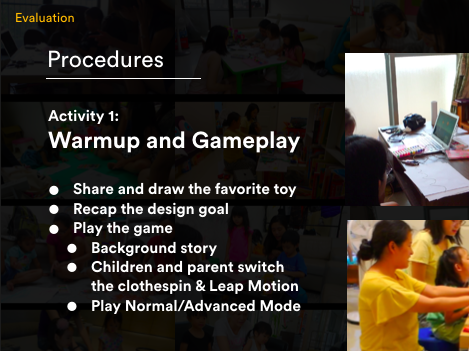 Evaluation
Procedures
Activity 1:
Warmup and Gameplay
● Share and draw the favorite toy
● Recap the design goal
● Play the game
● Background story
● Children and parent switch
the clothespin & Leap Motion
● Play Normal/Advanced Mode